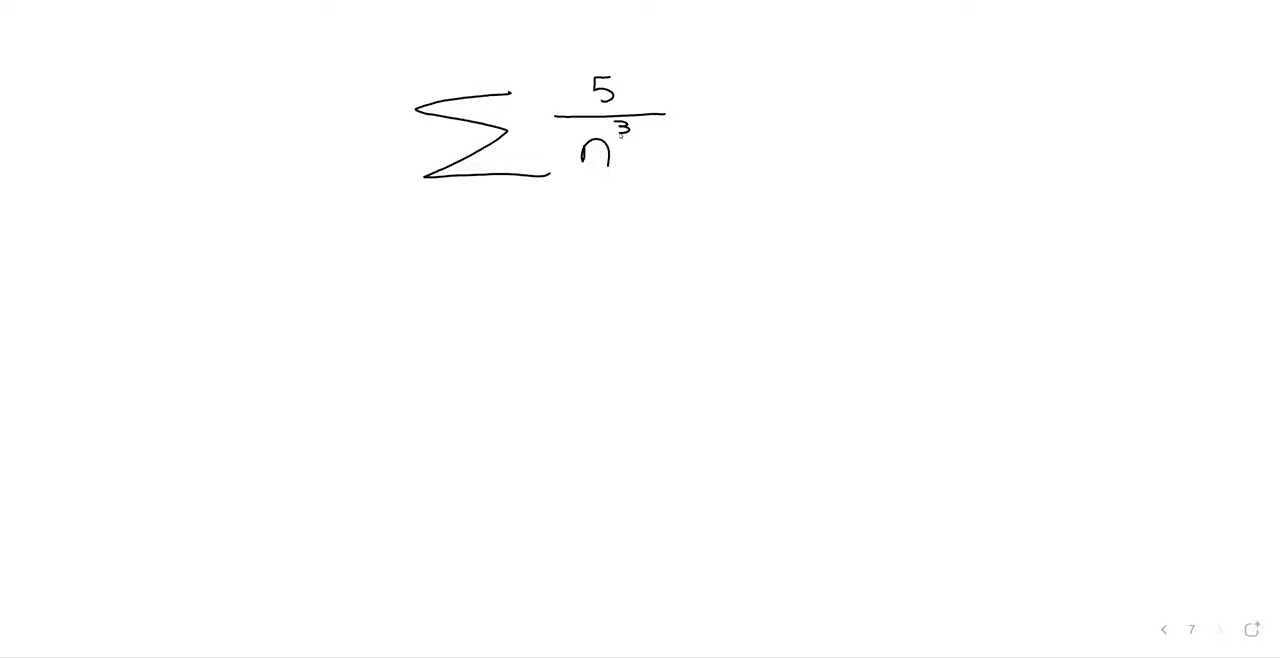 ∑ 5/n³
< 7 >